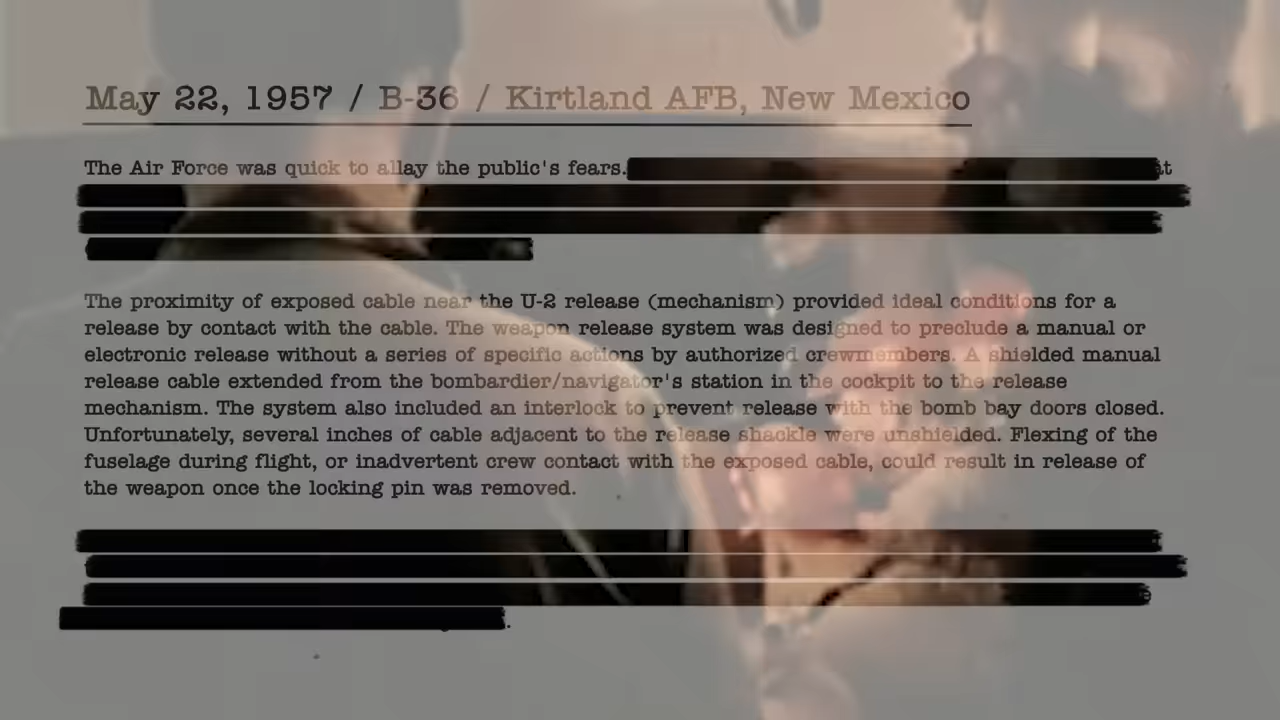 May 22, 1957 / B-36 / Kirtland AFB, New Mexico
The Air Force was quick to allay the public's fears.
The proximity of exposed cable near the U-2 release (mechanism) provided ideal conditions for a
release by contact with the cable. The weapon release system was designed to preclude a manual or
electronic release without a series of specific actions by authorized crewmembers. A shielded manual
release cable extended from the bombardier/navigator's station in the cockpit to the release
mechanism. The system also included an interlock to prevent release with the bomb bay doors closed.
Unfortunately, several inches of cable adjacent to the release shackle were unshielded. Flexing of the
fuselage during flight, or inadvertent crew contact with the exposed cable, could result in release of
the weapon once the locking pin was removed.